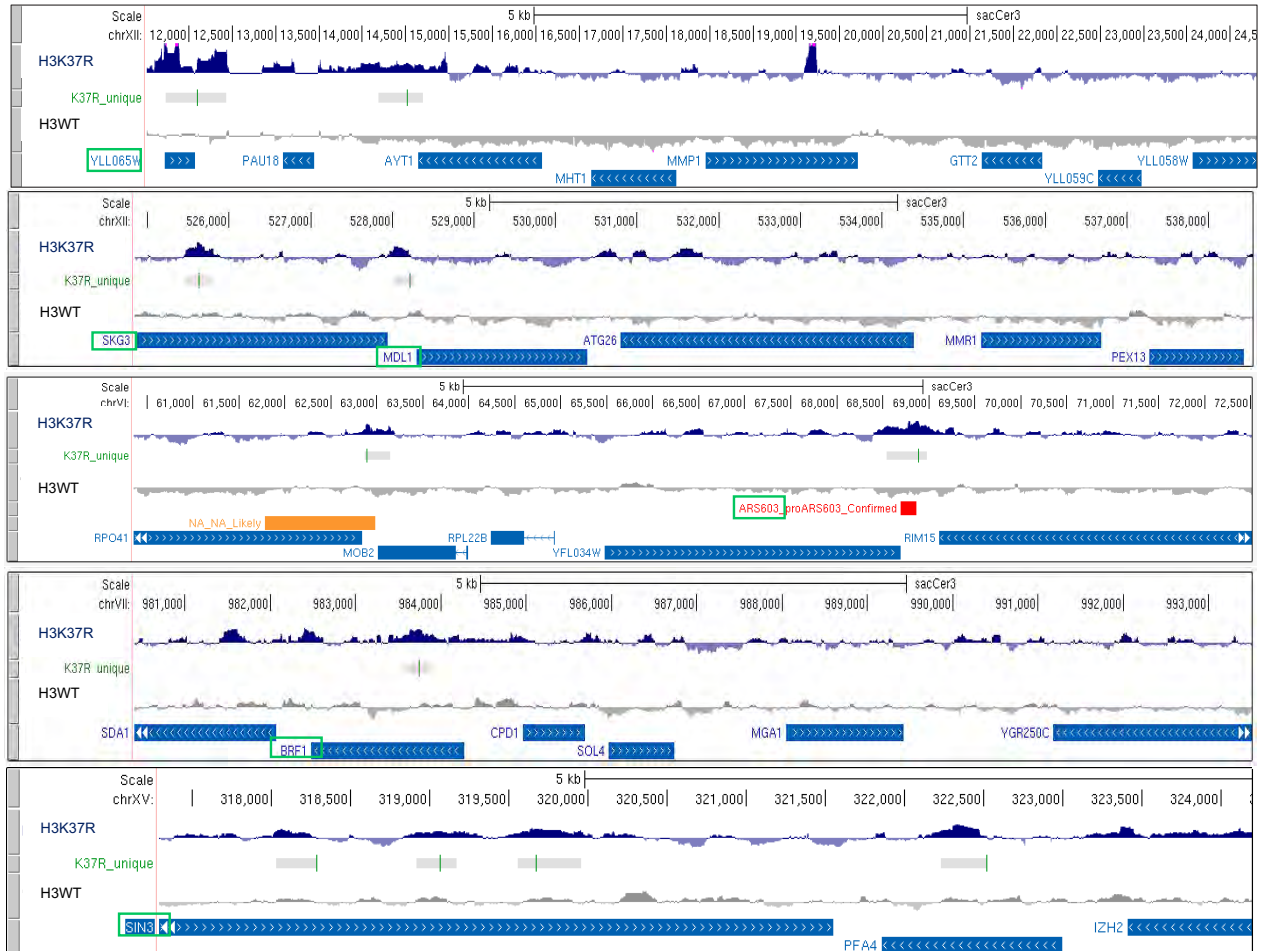 Scale 5 kb sacCer3
chrXII: 12,000| 12,500| 13,000| 13,500| 14,000| 14,500| 15,000| 15,500| 16,000| 16,500| 17,000| 17,500| 18,000| 18,500| 19,000| 19,500| 20,000| 20,500| 21,000| 21,500| 22,000| 22,500| 23,000| 23,500| 24,000| 24,5
H3K37R
K37R_unique
H3WT
YLL065W PAU18 AYT1 MMP1 GTT2 YLL058W
MHT1 YLL059C
Scale 5 kb sacCer3
chrXII: | 526,000| 527,000| 528,000| 529,000| 530,000| 531,000| 532,000| 533,000| 534,000| 535,000| 536,000| 537,000| 538,000|
H3K37R
K37R_unique
H3WT
SKG3 ATG26 MMR1
MDL1 PEX13
Scale 5 kb sacCer3
chrVI: | 61,000| 61,500| 62,000| 62,500| 63,000| 63,500| 64,000| 64,500| 65,000| 65,500| 66,000| 66,500| 67,000| 67,500| 68,000| 68,500| 69,000| 69,500| 70,000| 70,500| 71,000| 71,500| 72,000| 72,500|
H3K37R
K37R_unique
H3WT
ARS603_proARS603_Confirmed
NA_NA_Likely
RPO41 RPL22B RIM15
MOB2 YFL034W
Scale 5 kb sacCer3
chrVII: 981,000| 982,000| 983,000| 984,000| 985,000| 986,000| 987,000| 988,000| 989,000| 990,000| 991,000| 992,000| 993,000|
H3K37R
K37R_unique
H3WT
SDA1 CPD1 MGA1 YGR250C
BRF1 SOL4
Scale 5 kb
chrXV: | 318,000| 318,500| 319,000| 319,500| 320,000| 320,500| 321,000| 321,500| 322,000| 322,500| 323,000| 323,500| 324,000|
H3K37R
K37R_unique
H3WT
SIN3 IZH2
PFA4